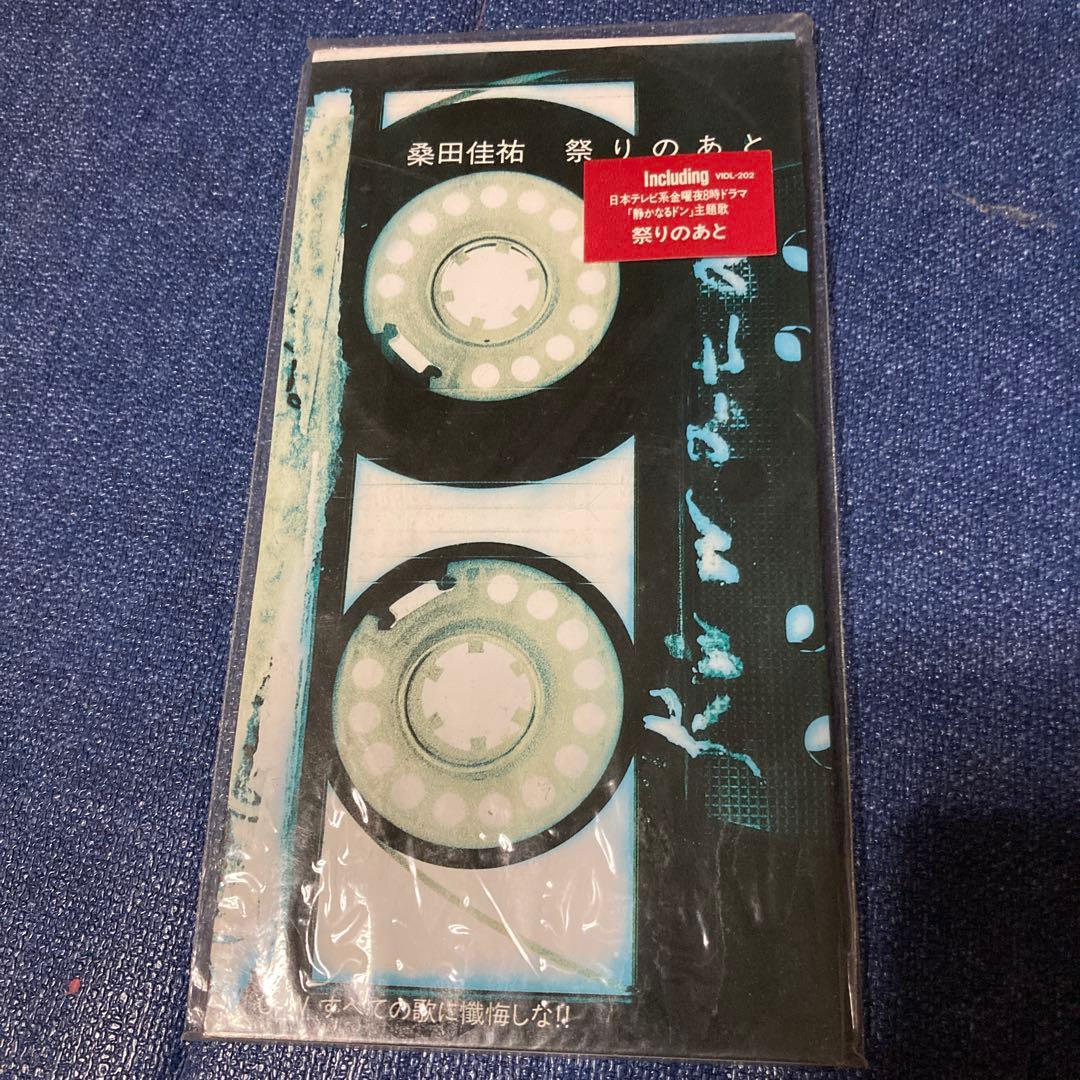 桑田佳祐 祭りのあと
Including VIDL-202
日本テレビ系金曜夜8時ドラマ
「静かなるドン」主題歌
祭りのあと
Kuwata
すべての歌に懺悔しな!!